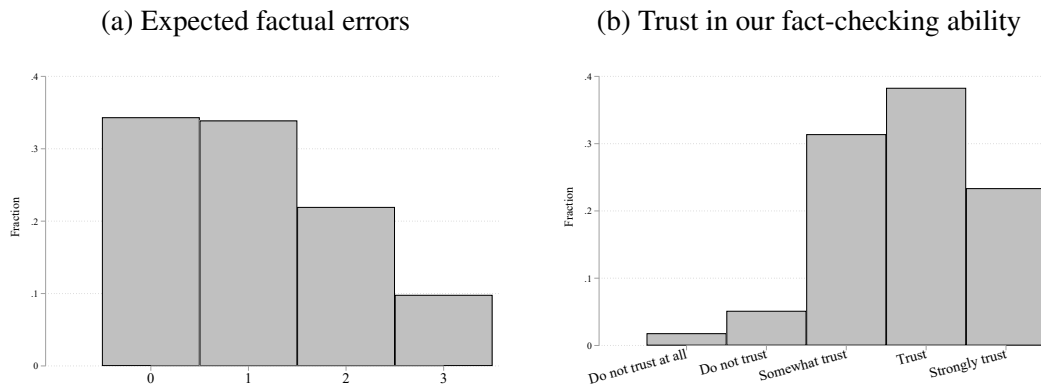 (a) Expected factual errors
.4
.3
.2
.1
0
Fraction
0 1 2 3
(b) Trust in our fact-checking ability
.4
.3
.2
.1
0
Fraction
Do not trust at all
Do not trust
Somewhat trust
Trust
Strongly trust